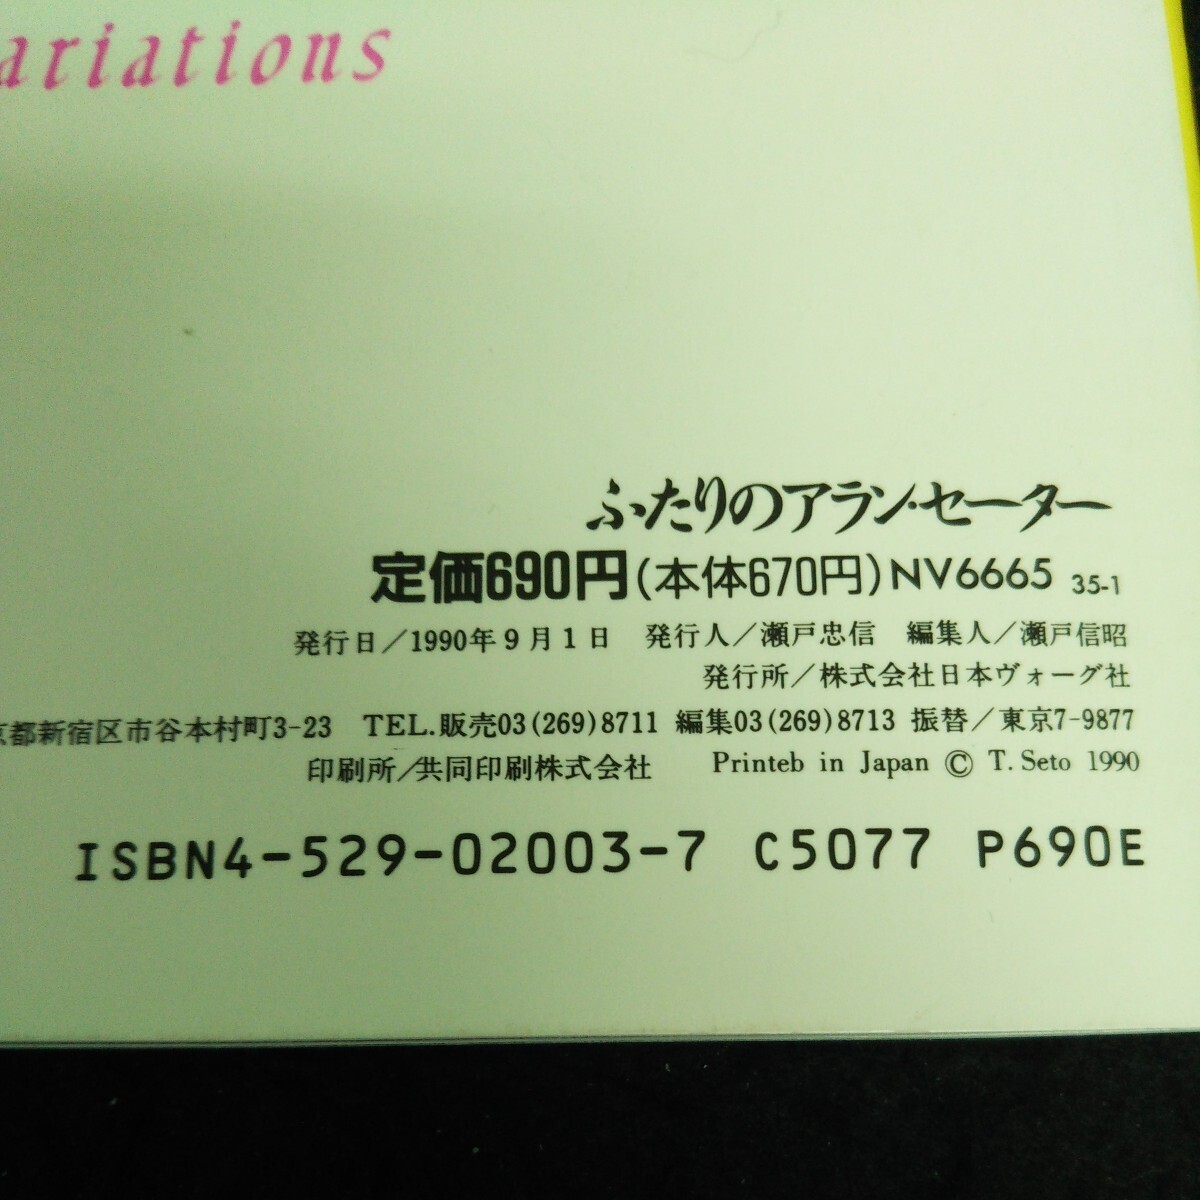 ariations
ふたりのアラン・セーター
定価690円(本体670円)NV6665 35-1
発行日/1990年9月1日 発行人/瀬戸忠信 編集人/瀬戸信昭
発行所/株式会社日本ヴォーグ社
京都新宿区市谷本村町3-23 TEL.販売03(269)8711 編集03(269)8713 振替/東京7-9877
印刷所/共同印刷株式会社 Printeb in Japan © T. Seto 1990
ISBN4-529-02003-7 C5077 P690E